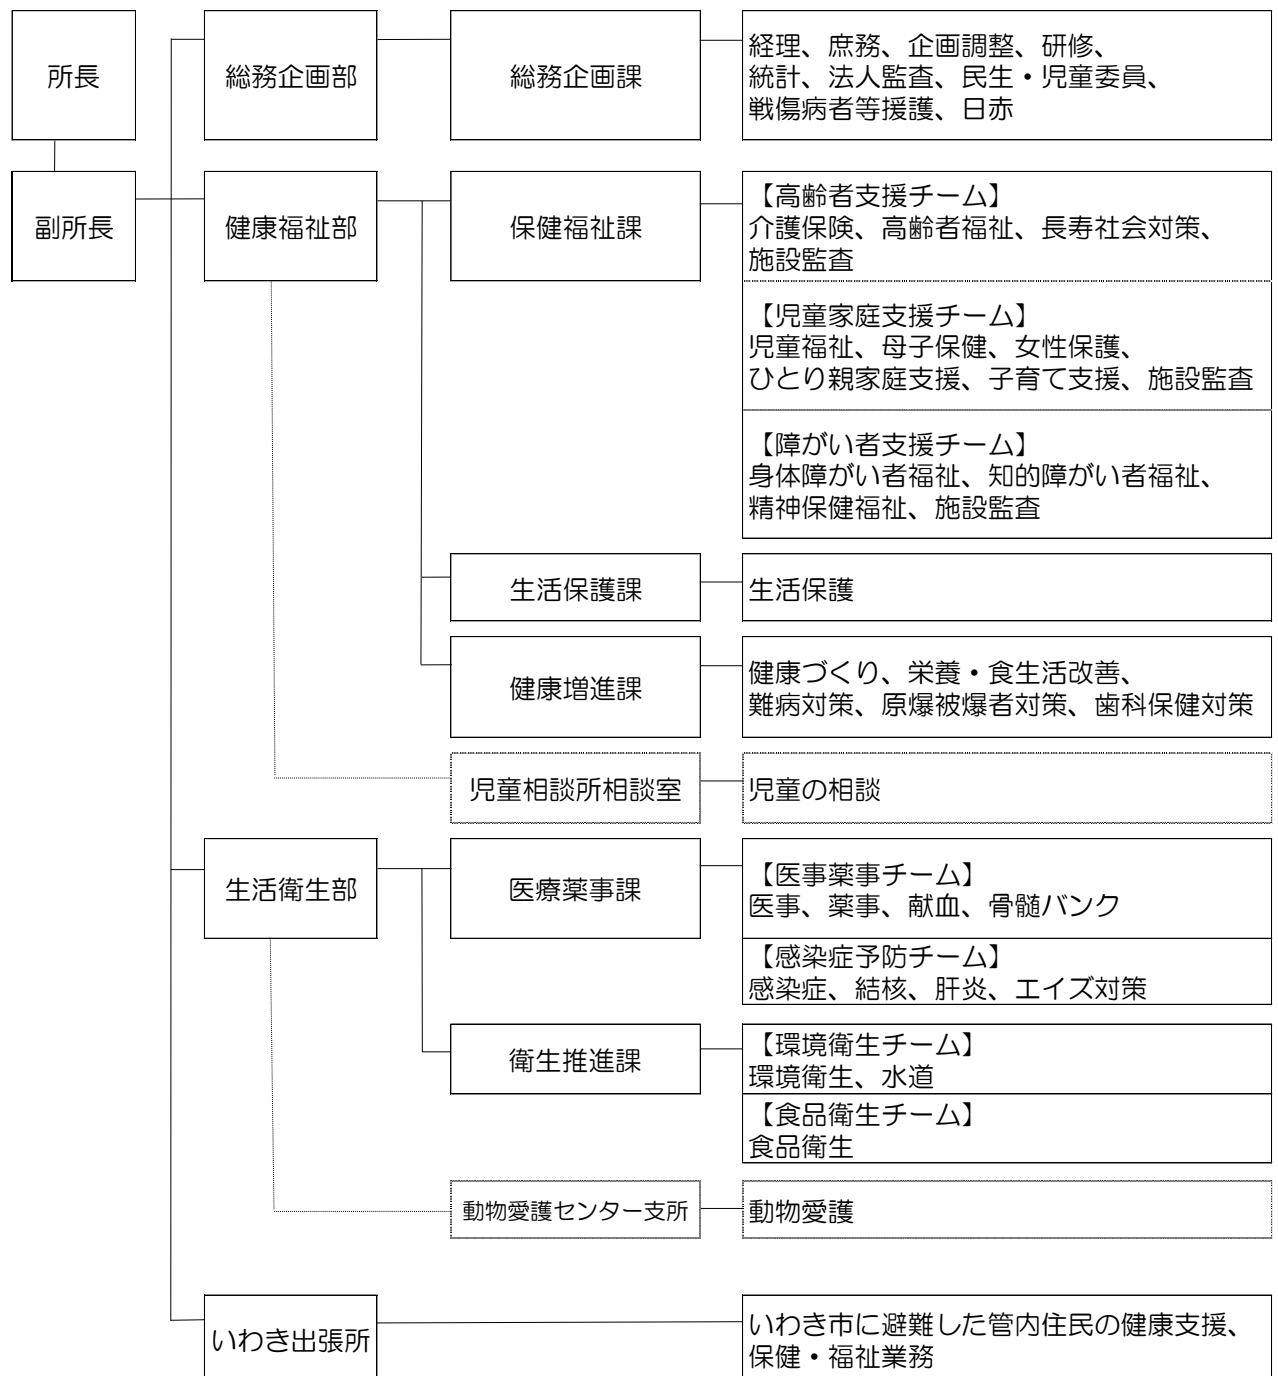 所長
総務企画部
総務企画課
経理、庶務、企画調整、研修、
統計、法人監査、民生・児童委員、
戦傷病者等援護、日赤
副所長
健康福祉部
保健福祉課
【高齢者支援チーム】
介護保険、高齢者福祉、長寿社会対策、
施設監査
【児童家庭支援チーム】
児童福祉、母子保健、女性保護、
ひとり親家庭支援、子育て支援、施設監査
【障がい者支援チーム】
身体障がい者福祉、知的障がい者福祉、
精神保健福祉、施設監査
生活保護課
生活保護
健康増進課
健康づくり、栄養・食生活改善、
難病対策、原爆被爆者対策、歯科保健対策
児童相談所相談室
児童の相談
生活衛生部
医療薬事課
【医事薬事チーム】
医事、薬事、献血、骨髄バンク
【感染症予防チーム】
感染症、結核、肝炎、エイズ対策
衛生推進課
【環境衛生チーム】
環境衛生、水道
【食品衛生チーム】
食品衛生
動物愛護センター支所
動物愛護
いわき出張所
いわき市に避難した管内住民の健康支援、
保健・福祉業務